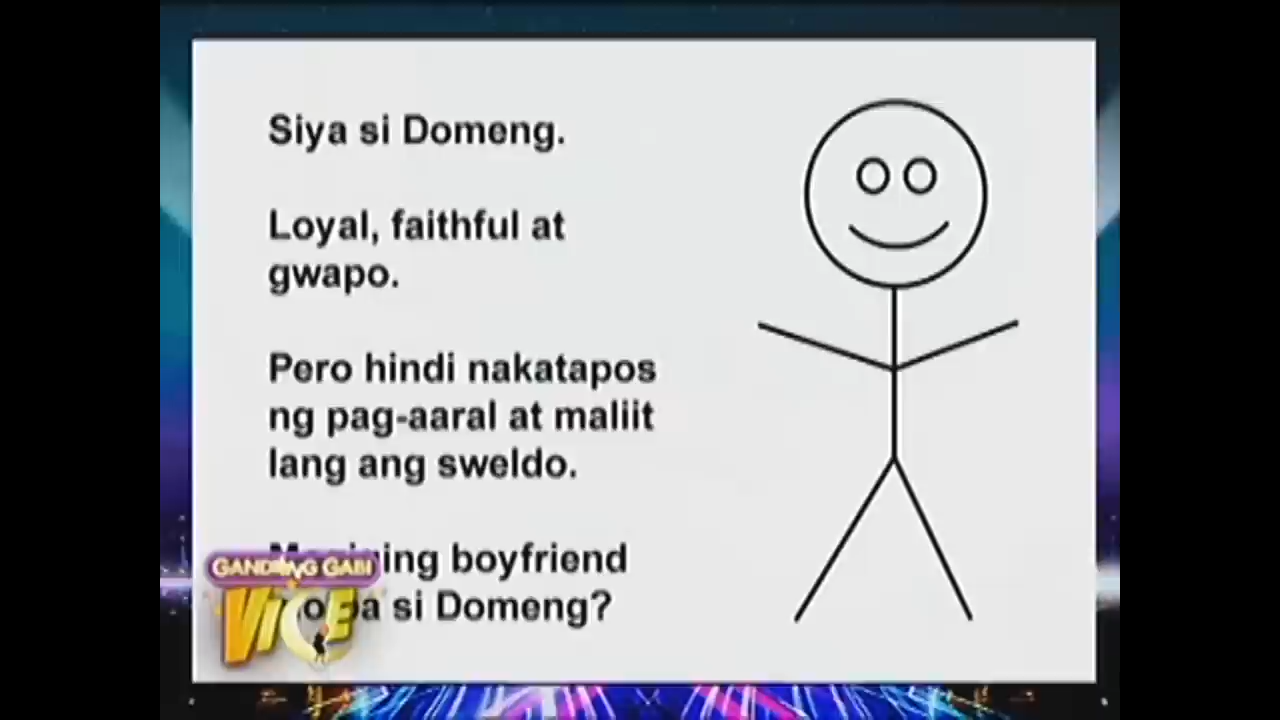 Siya si Domeng.
Loyal, faithful at
gwapo.
Pero hindi nakatapos
ng pag-aaral at maliit
lang ang sweldo.
boyfriend
si Domeng?
GANDANG GABI
VICE